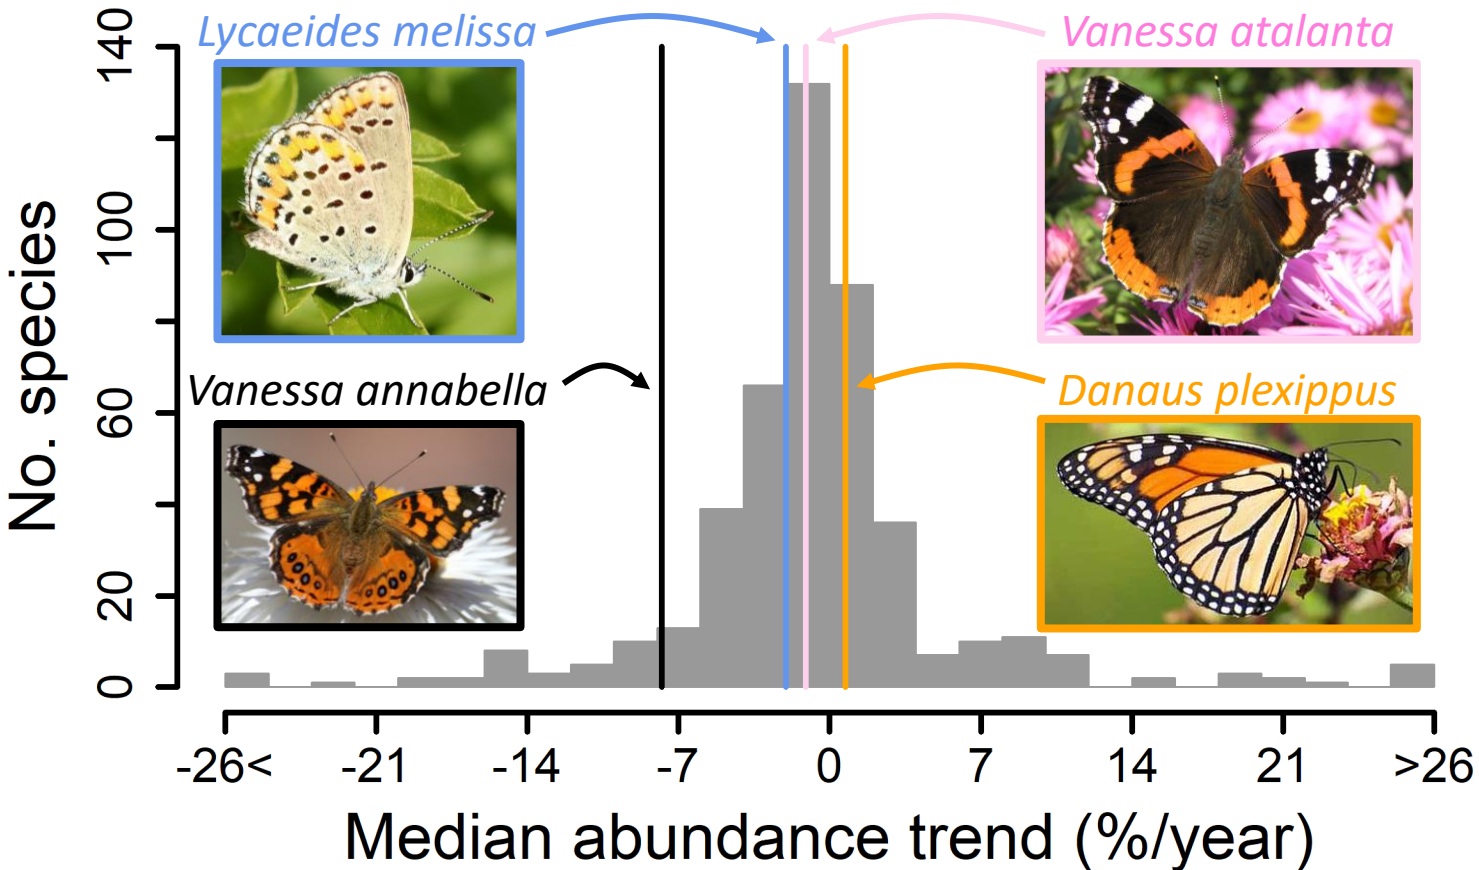 Lycaeides melissa
Vanessa atalanta
Vanessa annabella
Danaus plexippus
No. species
140
100
60
20
0
-26< -21 -14 -7 0 7 14 21 >26
Median abundance trend (%/year)